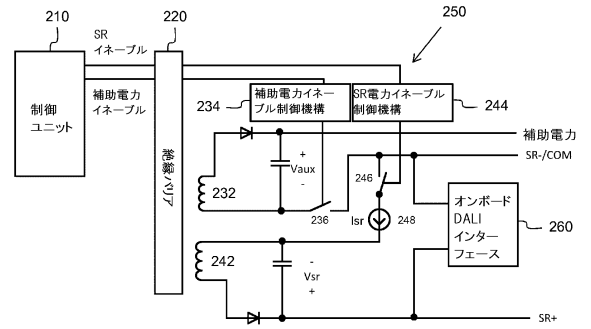 210
220
250
SR
イネーブル
制御
ユニット
補助電力
イネーブル
絶縁バリア
234
補助電力イネー
ブル制御機構
SR電力イネーブル
制御機構
244
補助電力
SR-/COM
+
Vaux
-
232
236
246
Isr
248
オンボード
DALI
インター
フェース
260
242
-
Vsr
+
SR+